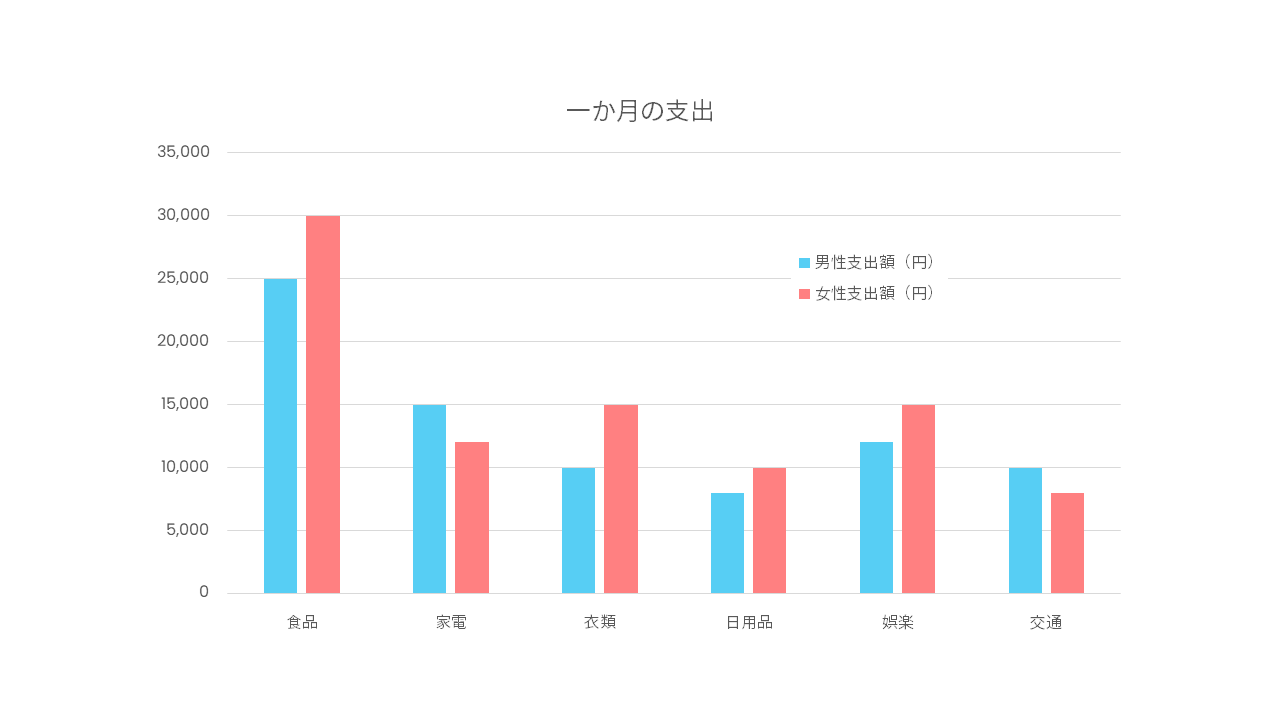 一か月の支出
35,000
30,000
25,000
20,000
15,000
10,000
5,000
0
男性支出額（円）
女性支出額（円）
食品 家電 衣類 日用品 娯楽 交通